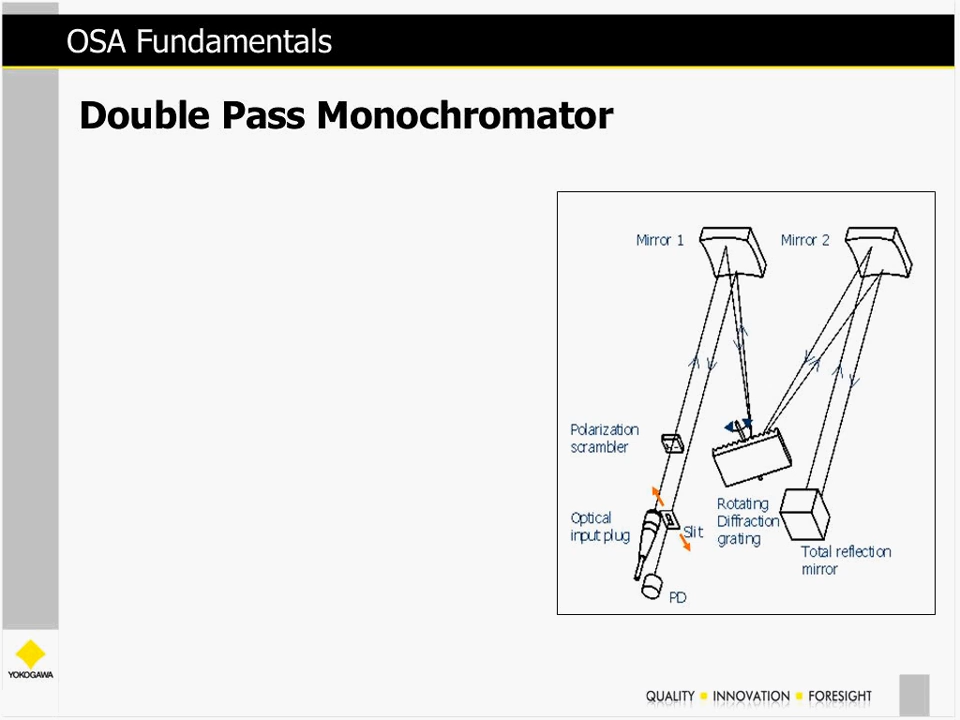 OSA Fundamentals
Double Pass Monochromator
Mirror 1
Mirror 2
Polarization
scrambler
Optical
input plug
Slit
Rotating
Diffraction
grating
Total reflection
mirror
PD
YOKOGAWA
QUALITY ■ INNOVATION ■ FORESIGHT